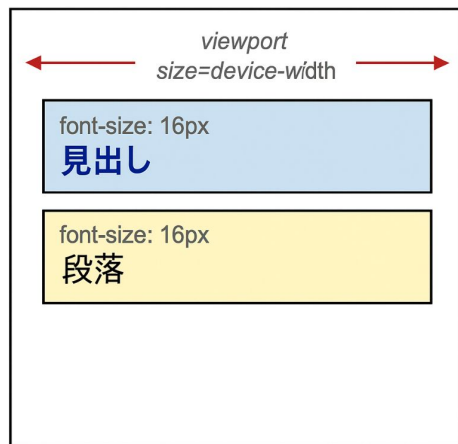 viewport
size=device-width
font-size: 16px
見出し
font-size: 16px
段落